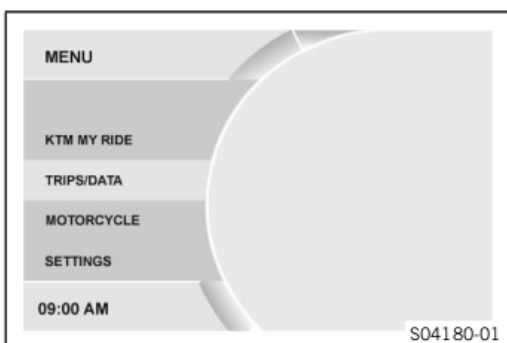 MENU
KTM MY RIDE
TRIPS/DATA
MOTORCYCLE
SETTINGS
09:00 AM
S04180-01